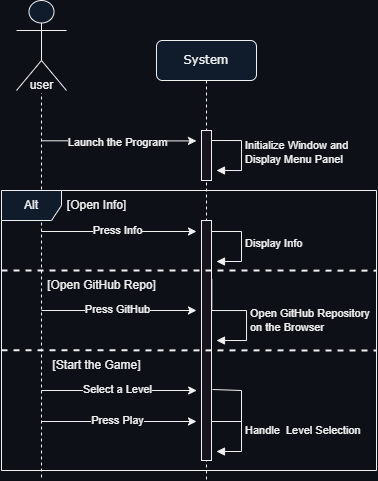 user
System
Launch the Program
Initialize Window and
Display Menu Panel
Alt
[Open Info]
Press Info
Display Info
[Open GitHub Repo]
Press GitHub
Open GitHub Repository
on the Browser
[Start the Game]
Select a Level
Press Play
Handle Level Selection